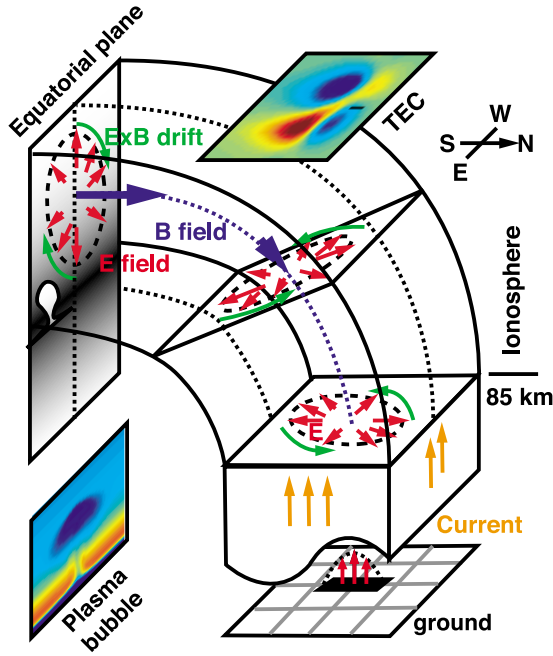 Equatorial plane
TEC
ExB drift
W
S
N
E
B field
E field
Ionosphere
85 km
E
Current
Plasma
bubble
ground